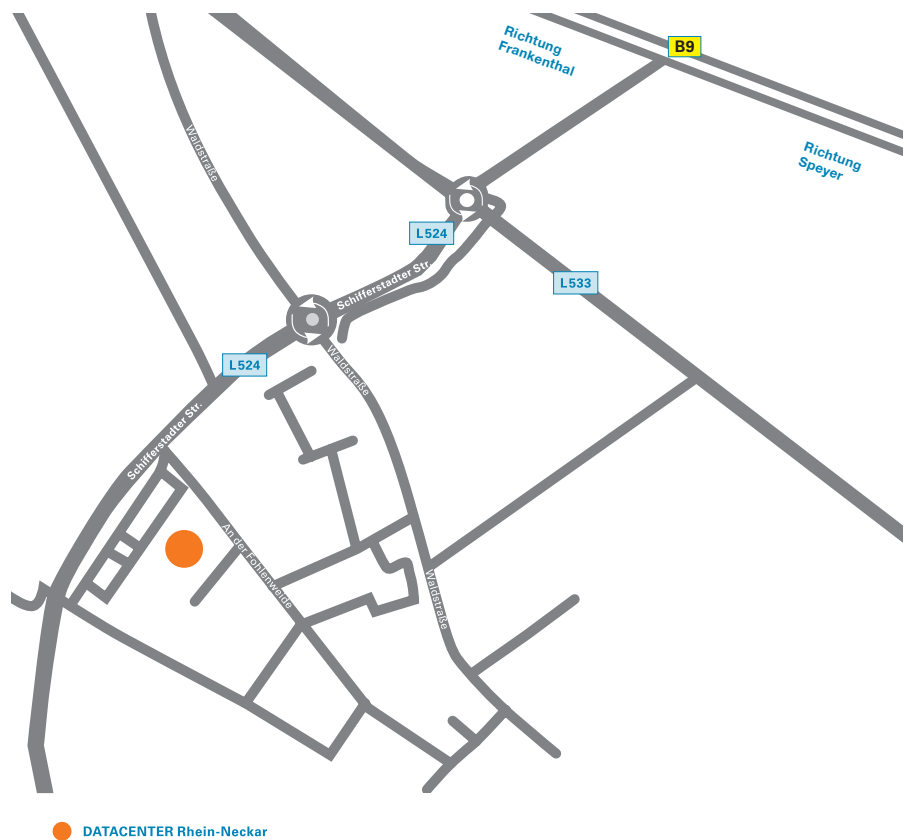 Richtung
Frankenthal
B9
Waldstraße
Richtung
Speyer
L524
Schifferstadter Str.
L533
L524
Waldstraße
Schifferstadter Str.
An der Fohlenweide
Waldstraße
DATACENTER Rhein-Neckar